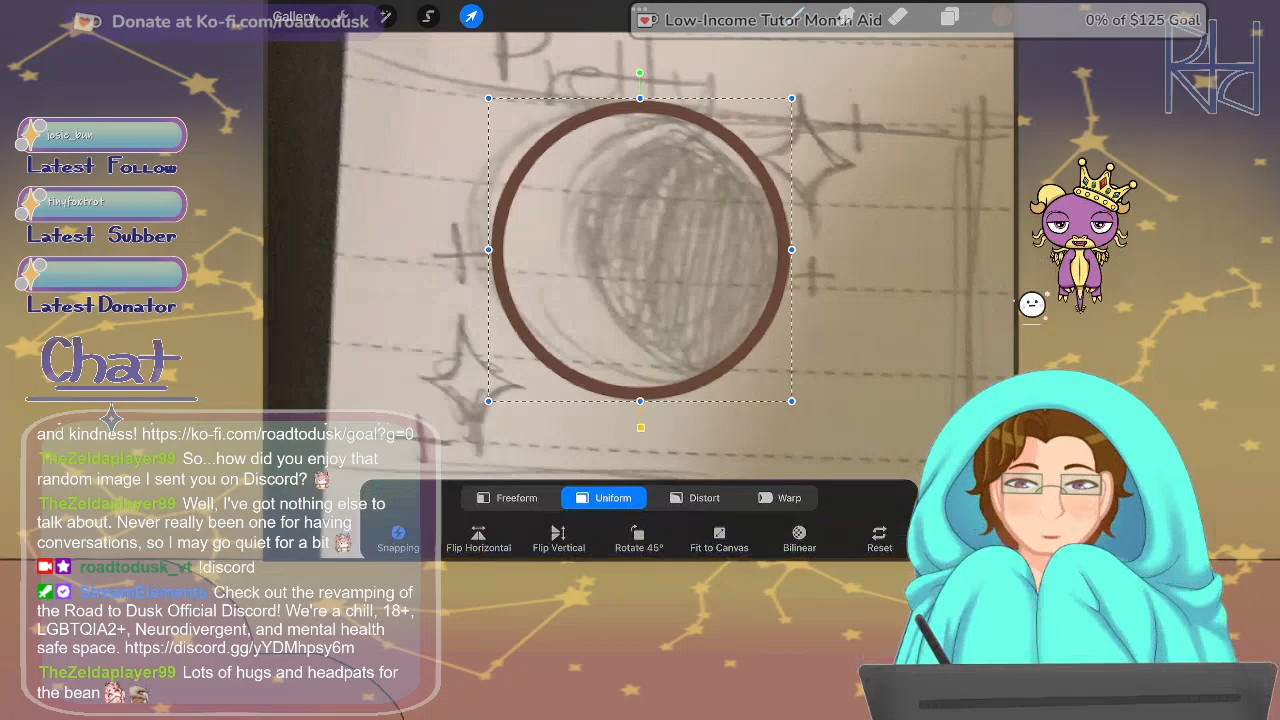 Donate at Ko-fi.com/roadtodusk
Gallery
Low-Income Tutor Month Aid
0% of $125 Goal
josie_bun
Latest Follow
tinyfoxtrot
Latest Subber
Latest Donator
Chat
and kindness! https://ko-fi.com/roadtodusk/goal?g=0
TheZeldaplayer99 So...how did you enjoy that
random image I sent you on Discord?
TheZeldaplayer99 Well, I've got nothing else to
talk about. Never really been one for having
conversations, so I may go quiet for a bit
roadtodusk_vt !discord
StreamElements Check out the revamping of
the Road to Dusk Official Discord! We're a chill, 18+,
LGBTQIA2+, Neurodivergent, and mental health
safe space. https://discord.gg/yYDMhpsy6m
TheZeldaplayer99 Lots of hugs and headpats for
the bean
Freeform
Uniform
Distort
Warp
Snapping
Flip Horizontal
Flip Vertical
Rotate 45°
Fit to Canvas
Bilinear
Reset